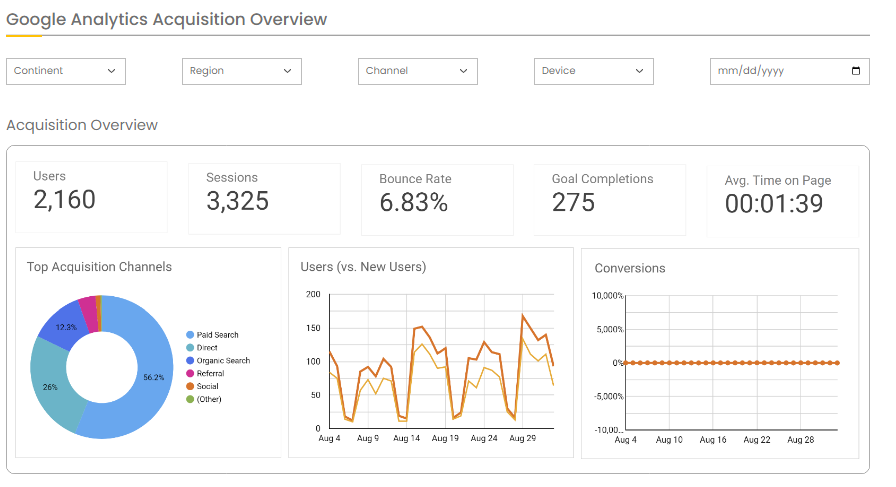 Google Analytics Acquisition Overview
Continent
Region
Channel
Device
mm/dd/yyyy
Acquisition Overview
Users
2,160
Sessions
3,325
Bounce Rate
6.83%
Goal Completions
275
Avg. Time on Page
00:01:39
Top Acquisition Channels
12.3%
26%
56.2%
Paid Search
Direct
Organic Search
Referral
Social
(Other)
Users (vs. New Users)
200
150
100
50
0
Aug 4 Aug 9 Aug 14 Aug 19 Aug 24 Aug 29
Conversions
10,000%
5,000%
0%
-5,000%
-10,00...
Aug 4 Aug 10 Aug 16 Aug 22 Aug 28